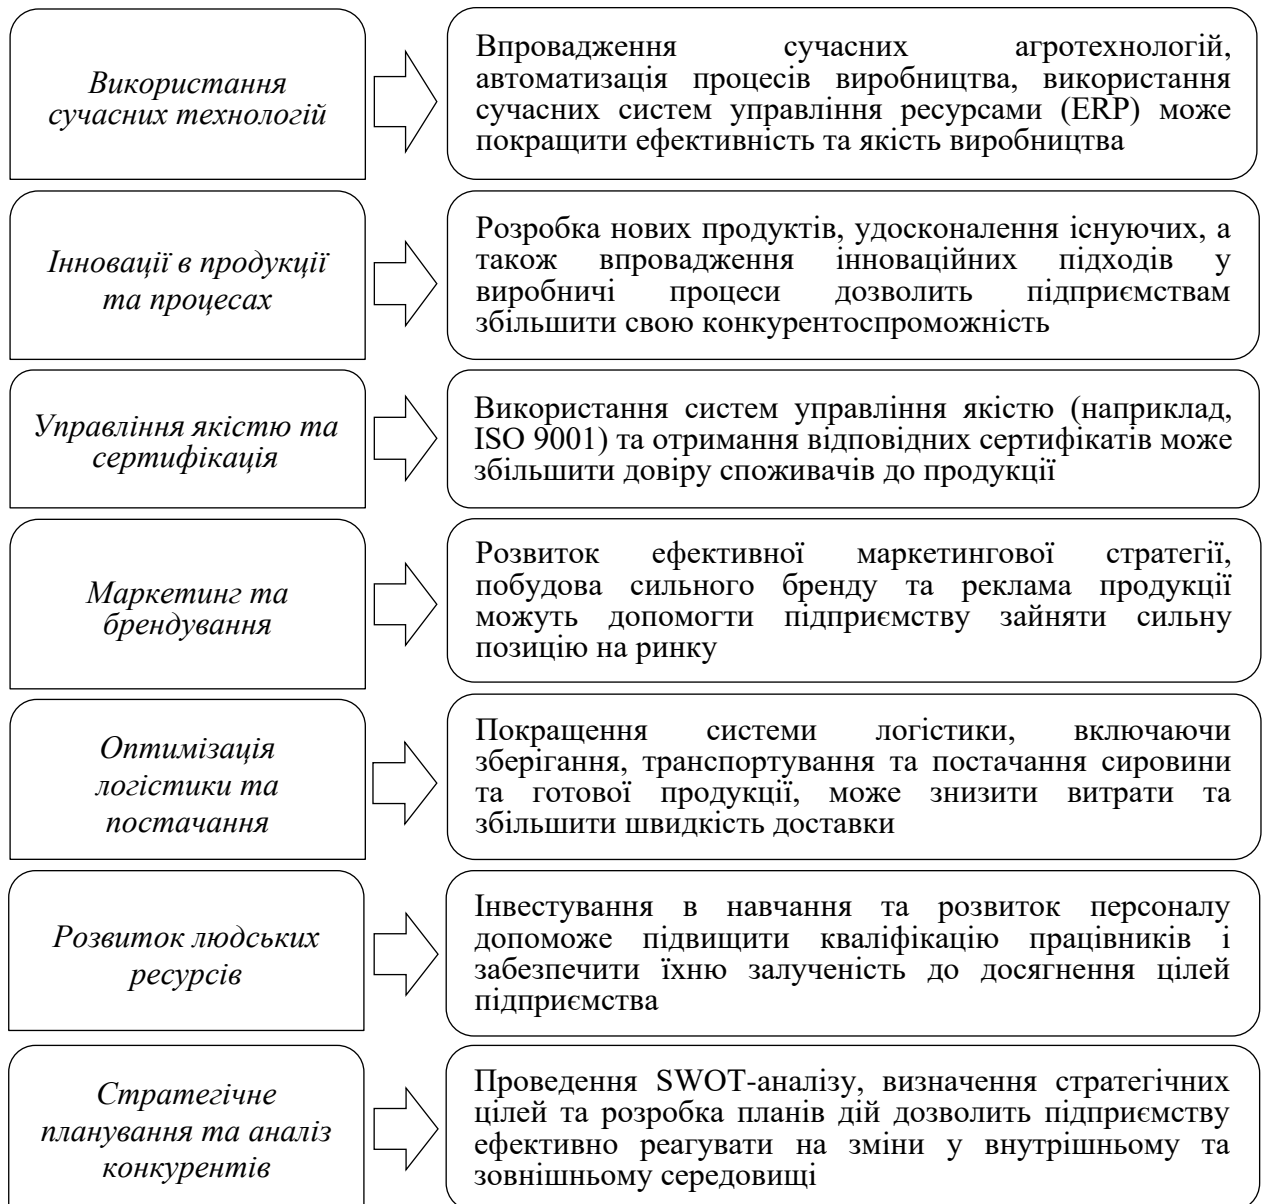 Використання
сучасних технологій
Впровадження сучасних агротехнологій,
автоматизація процесів виробництва, використання
сучасних систем управління ресурсами (ERP) може
покращити ефективність та якість виробництва
Інновації в продукції
та процесах
Розробка нових продуктів, удосконалення існуючих, а
також впровадження інноваційних підходів у
виробничі процеси дозволить підприємствам
збільшити свою конкурентоспроможність
Управління якістю та
сертифікація
Використання систем управління якістю (наприклад,
ISO 9001) та отримання відповідних сертифікатів може
збільшити довіру споживачів до продукції
Маркетинг та
брендування
Розвиток ефективної маркетингової стратегії,
побудова сильного бренду та реклама продукції
можуть допомогти підприємству зайняти сильну
позицію на ринку
Оптимізація
логістики та
постачання
Покращення системи логістики, включаючи
зберігання, транспортування та постачання сировини
та готової продукції, може знизити витрати та
збільшити швидкість доставки
Розвиток людських
ресурсів
Інвестування в навчання та розвиток персоналу
допоможе підвищити кваліфікацію працівників і
забезпечити їхню залученість до досягнення цілей
підприємства
Стратегічне
планування та аналіз
конкурентів
Проведення SWOT-аналізу, визначення стратегічних
цілей та розробка планів дій дозволить підприємству
ефективно реагувати на зміни у внутрішньому та
зовнішньому середовищі